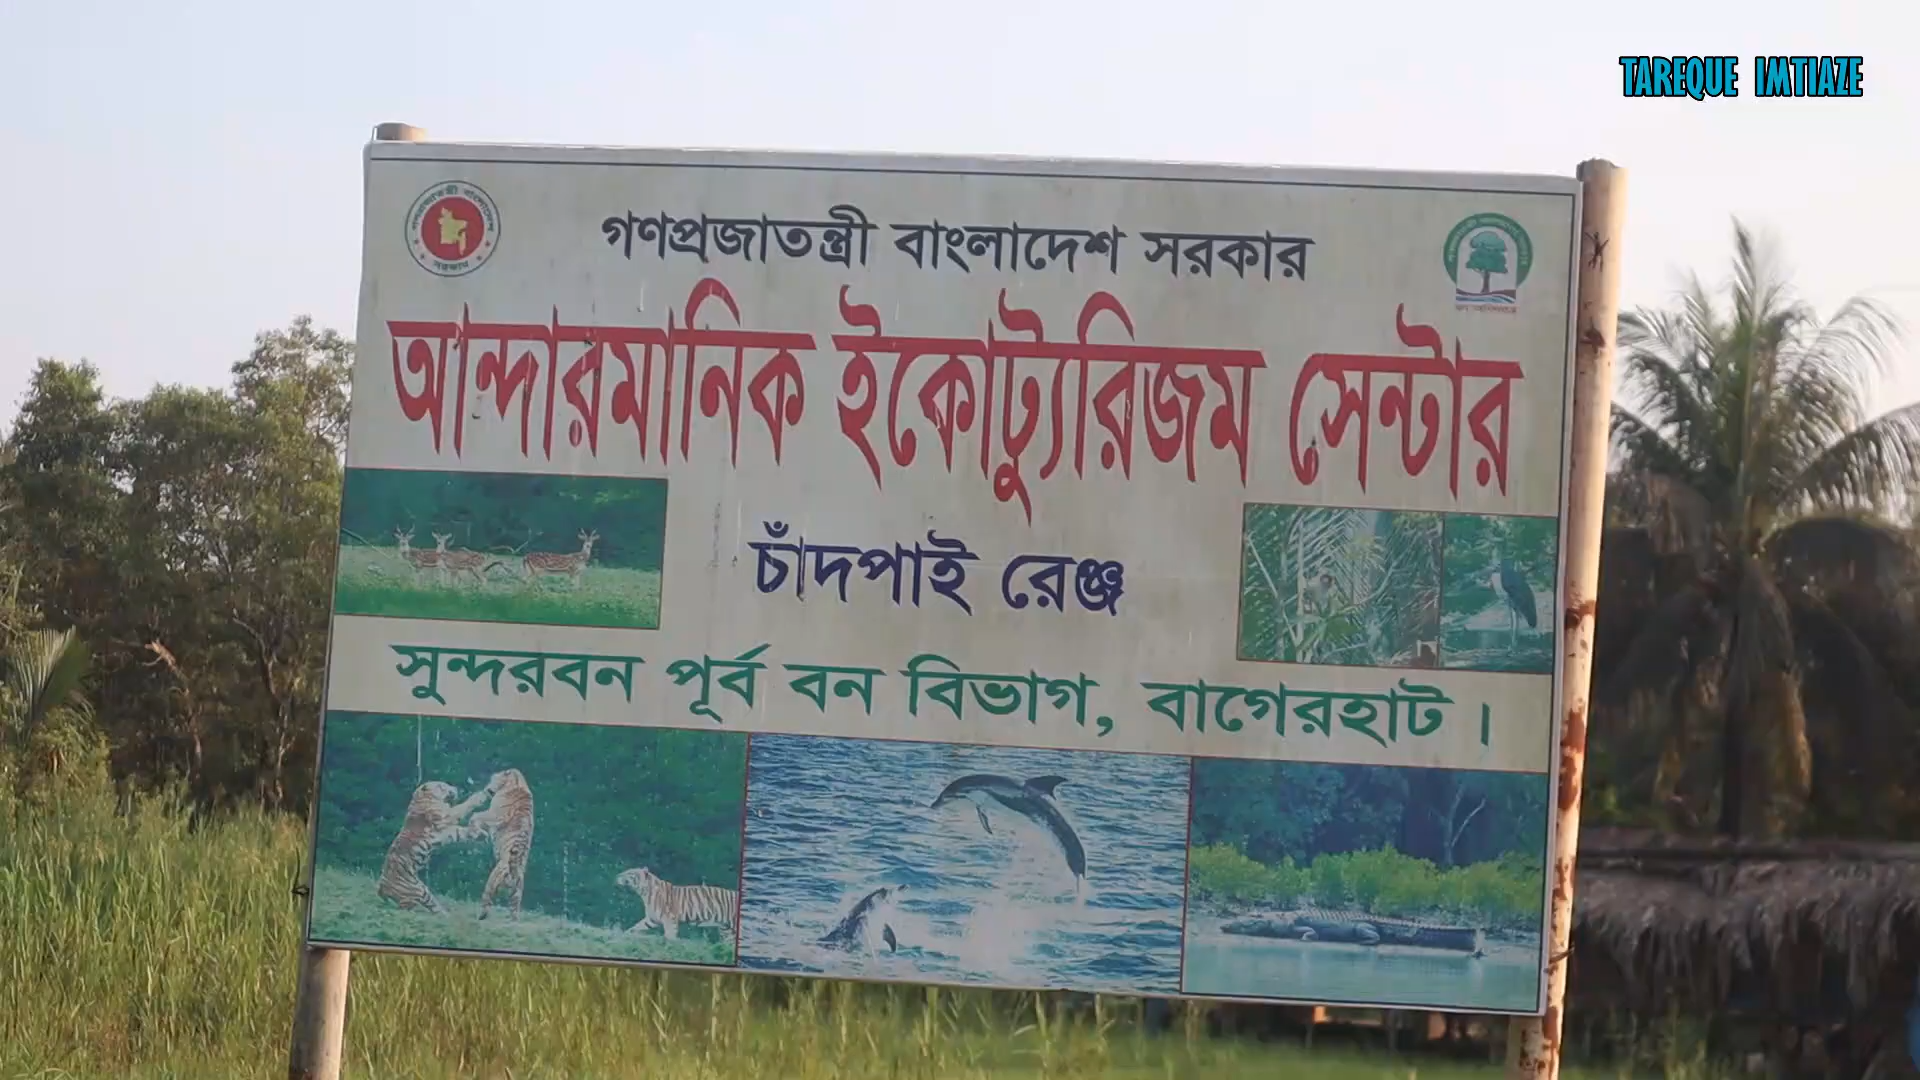 TAREQUE IMTIAZE
গণপ্রজাতন্ত্রী বাংলাদেশ সরকার
আন্দারমানিক ইকোট্যুরিজম সেন্টার
চাঁদপাই রেঞ্জ
সুন্দরবন পূর্ব বন বিভাগ, বাগেরহাট।